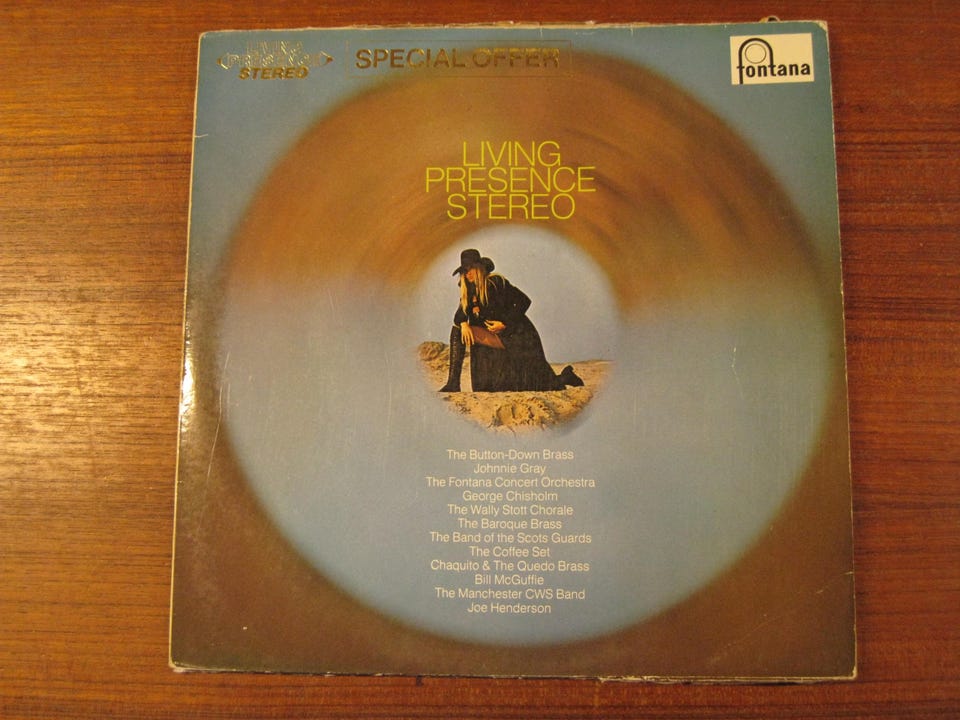 LIVING
PRESENCE
STEREO
SPECIAL OFFER
fontana
LIVING
PRESENCE
STEREO
The Button-Down Brass
Johnnie Gray
The Fontana Concert Orchestra
George Chisholm
The Wally Stott Chorale
The Baroque Brass
The Band of the Scots Guards
The Coffee Set
Chaquito & The Quedo Brass
Bill McGuffie
The Manchester CWS Band
Joe Henderson